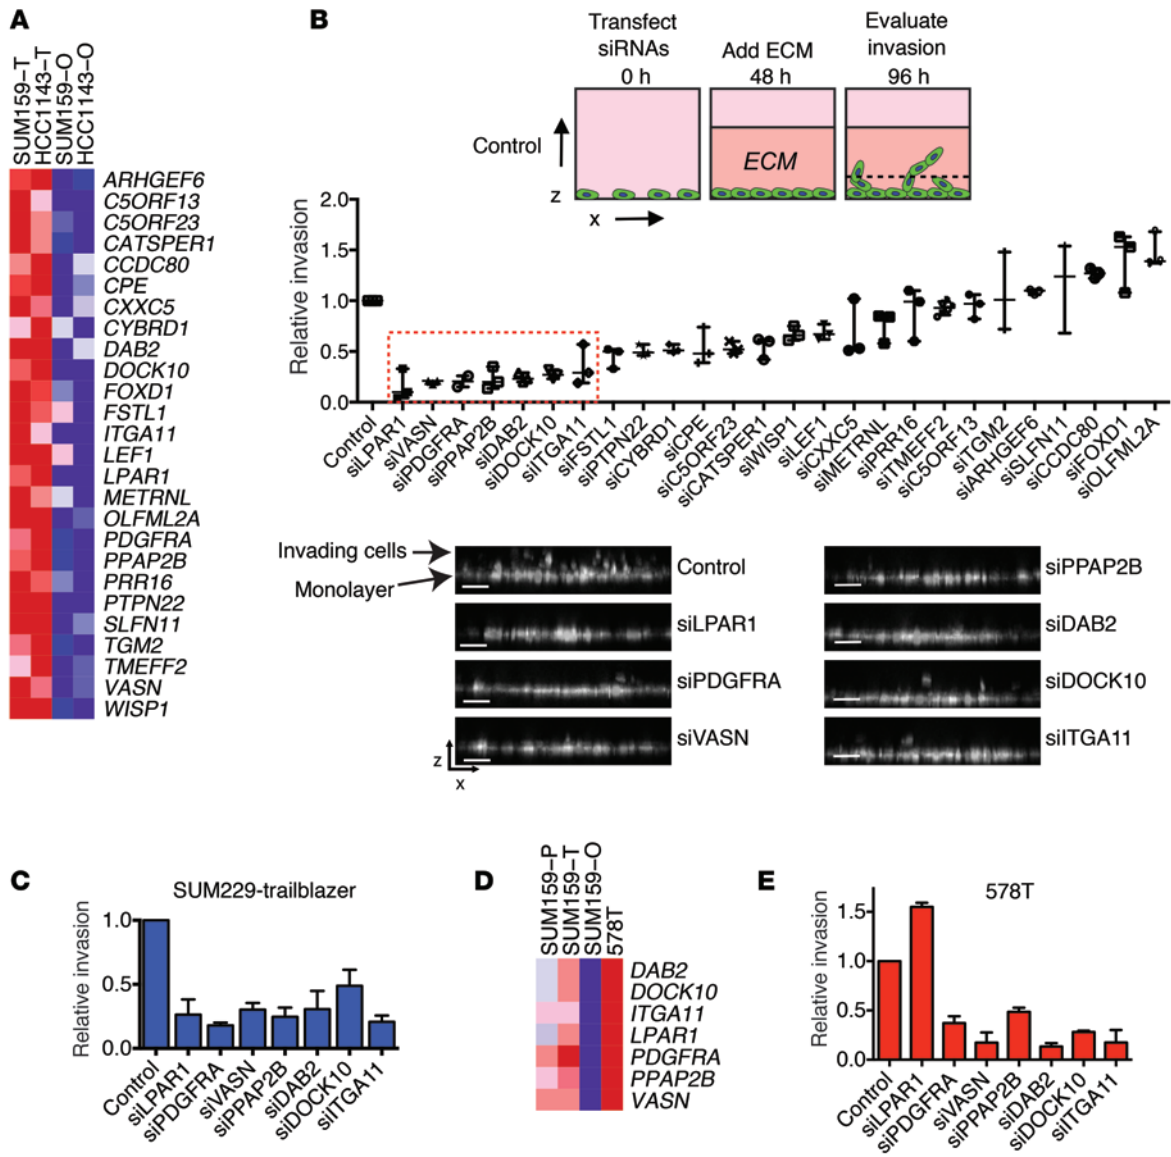 A
SUM159–T
HCC1143–T
SUM159–O
HCC1143–O
ARHGEF6
C5ORF13
C5ORF23
CATSPER1
CCDC80
CPE
CXXC5
CYBRD1
DAB2
DOCK10
FOXD1
FSTL1
ITGA11
LEF1
LPAR1
METRNL
OLFML2A
PDGFRA
PPAP2B
PRR16
PTPN22
SLFN11
TGM2
TMEFF2
VASN
WISP1
B
Transfect siRNAs
0 h
Add ECM
48 h
Evaluate invasion
96 h
Control
ECM
z
x
Relative invasion
2.0
1.5
1.0
0.5
0.0
Control
siLPAR1
siVASN
siPDGFRA
siPPAP2B
siDAB2
siDOCK10
siITGA11
siFSTL1
siPTPN22
siCYBRD1
siCPE
siC5ORF23
siCATSPER1
siWISP1
siLEF1
siCXXC5
siMETRNL
siPRR16
siTMEFF2
siC5ORF13
siTGM2
siARHGEF6
siSLFN11
siCCDC80
siFOXD1
siOLFML2A
Invading cells
Monolayer
Control
siLPAR1
siPDGFRA
siVASN
z
x
siPPAP2B
siDAB2
siDOCK10
siITGA11
C
SUM229-trailblazer
Relative invasion
1.0
0.5
0.0
Control
siLPAR1
siPDGFRA
siVASN
siPPAP2B
siDAB2
siDOCK10
siITGA11
D
SUM159–P
SUM159–T
SUM159–O
578T
DAB2
DOCK10
ITGA11
LPAR1
PDGFRA
PPAP2B
VASN
E
578T
Relative invasion
1.5
1.0
0.5
0.0
Control
siLPAR1
siPDGFRA
siVASN
siPPAP2B
siDAB2
siDOCK10
siITGA11